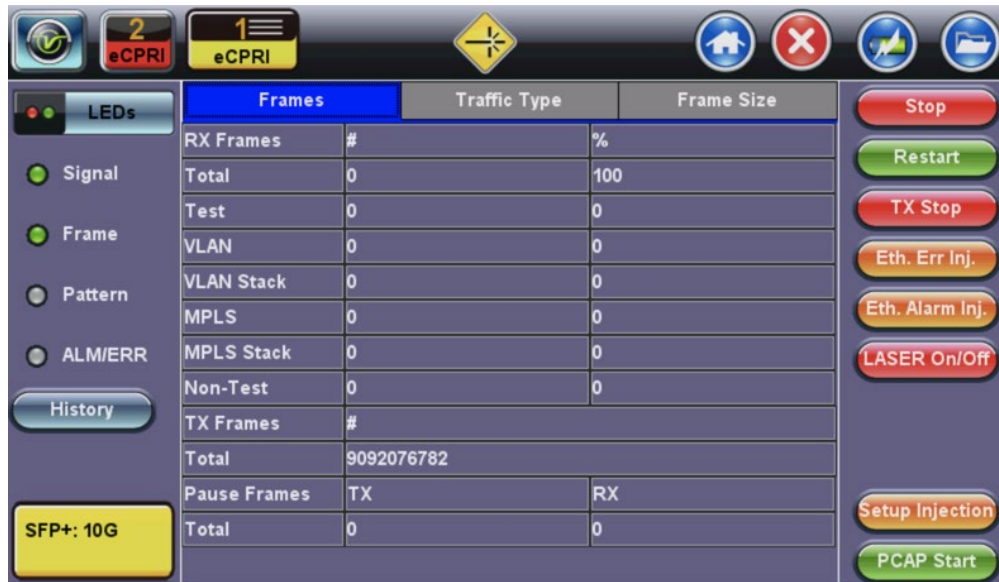 2 1
eCPRI eCPRI
LEDs Frames Traffic Type Frame Size Stop
RX Frames # %
Restart
Signal Total 0 100
Test 0 0 TX Stop
Frame VLAN 0 0
Eth. Err Inj.
VLAN Stack 0 0
Pattern
MPLS 0 0 Eth. Alarm Inj.
ALM/ERR MPLS Stack 0 0 LASER On/Off
Non-Test 0 0
History
TX Frames #
Total 9092076782
Pause Frames TX RX
Setup Injection
SFP+: 10G Total 0 0
PCAP Start